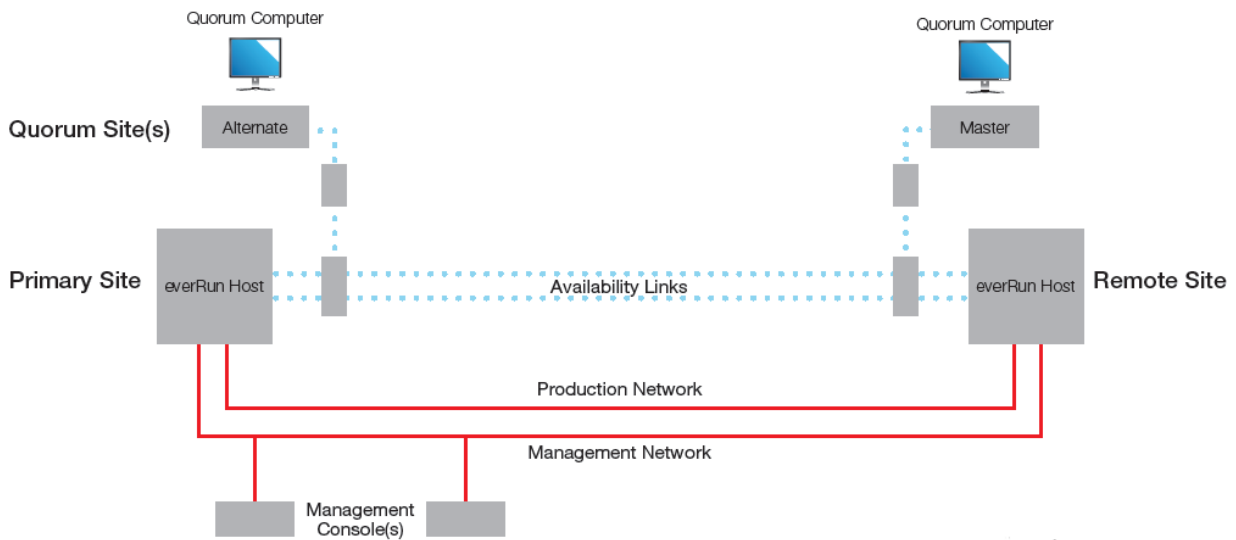 Quorum Computer
Quorum Computer
Quorum Site(s)
Alternate
Master
Primary Site
everRun Host
Availability Links
everRun Host
Remote Site
Production Network
Management Network
Management
Console(s)